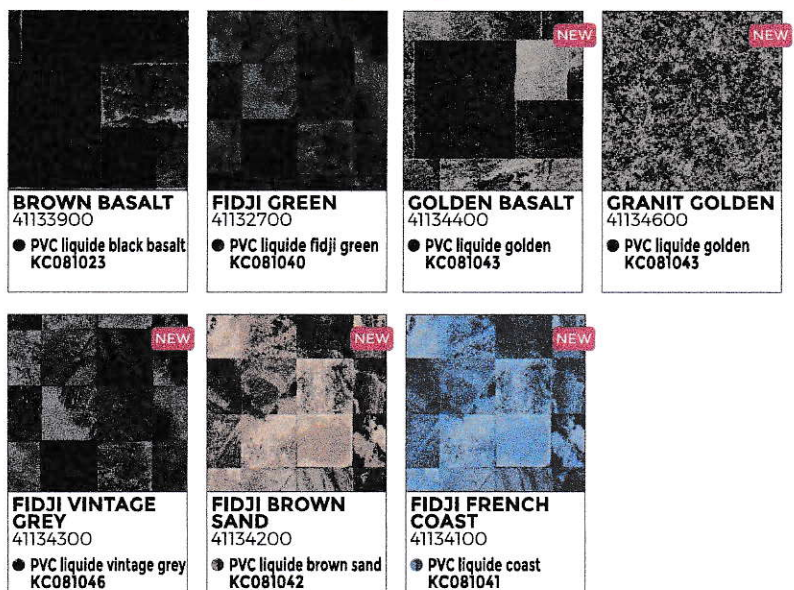 NEW
NEW
BROWN BASALT
41133900
PVC liquide black basalt
KC081023
FIDJI GREEN
41132700
PVC liquide fidji green
KC081040
GOLDEN BASALT
41134400
PVC liquide golden
KC081043
GRANIT GOLDEN
41134600
PVC liquide golden
KC081043
NEW
NEW
NEW
FIDJI VINTAGE
GREY
41134300
PVC liquide vintage grey
KC081046
FIDJI BROWN
SAND
41134200
PVC liquide brown sand
KC081042
FIDJI FRENCH
COAST
41134100
PVC liquide coast
KC081041